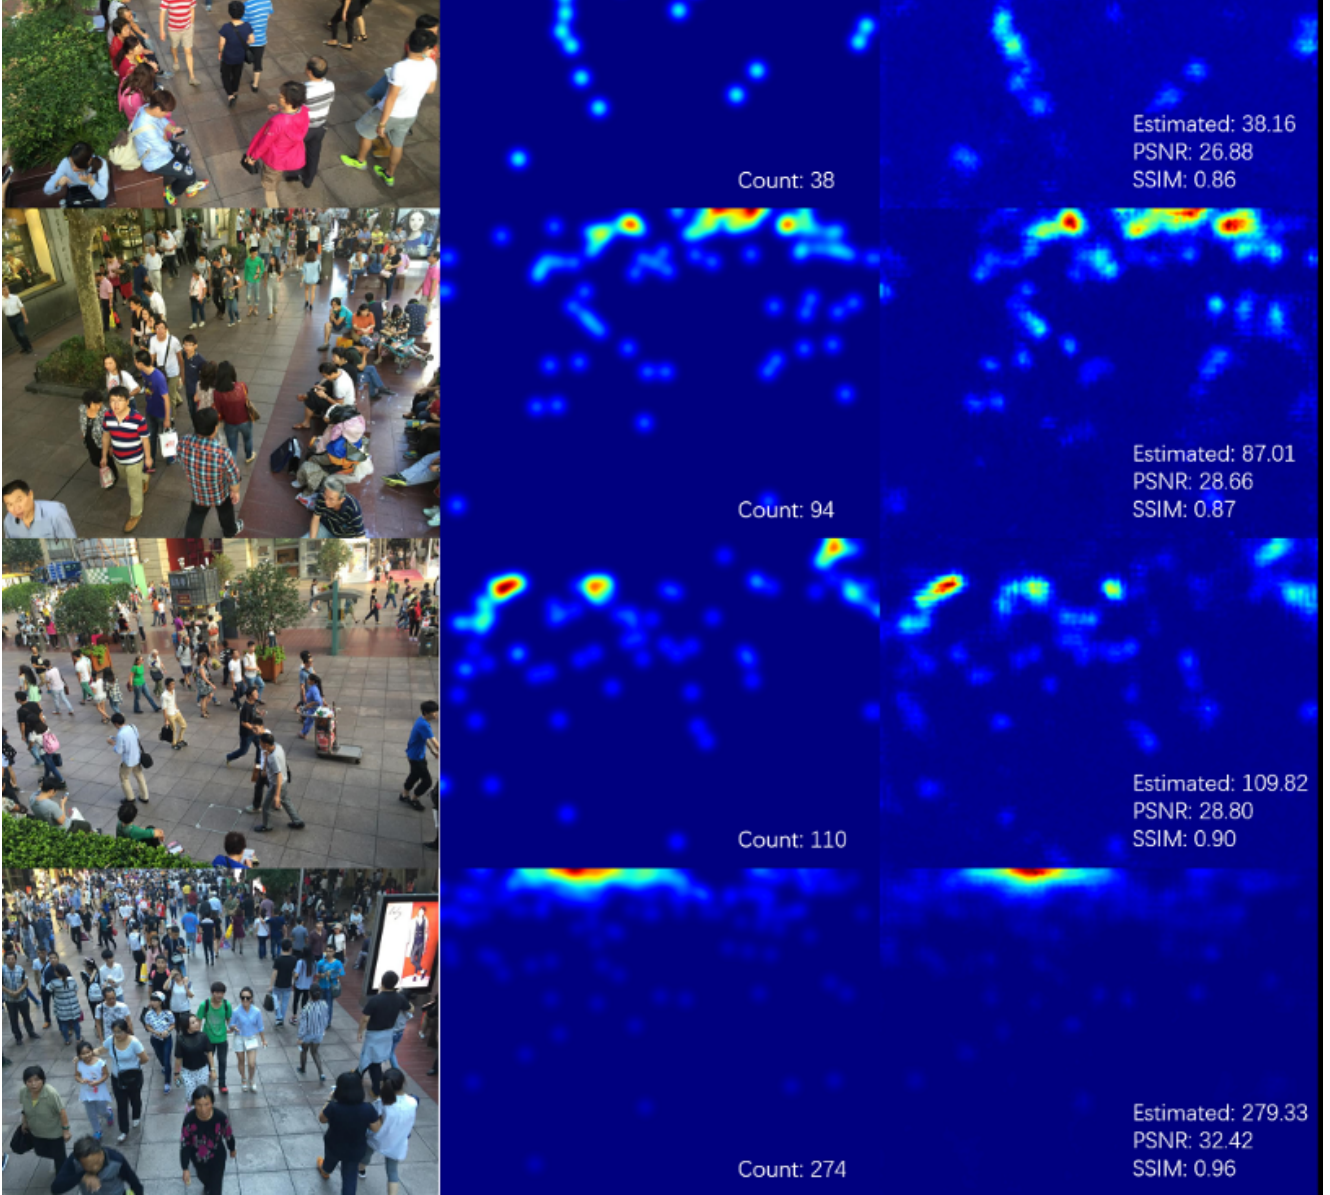 Count: 38
Estimated: 38.16
PSNR: 26.88
SSIM: 0.86
Count: 94
Estimated: 87.01
PSNR: 28.66
SSIM: 0.87
Count: 110
Estimated: 109.82
PSNR: 28.80
SSIM: 0.90
Count: 274
Estimated: 279.33
PSNR: 32.42
SSIM: 0.96